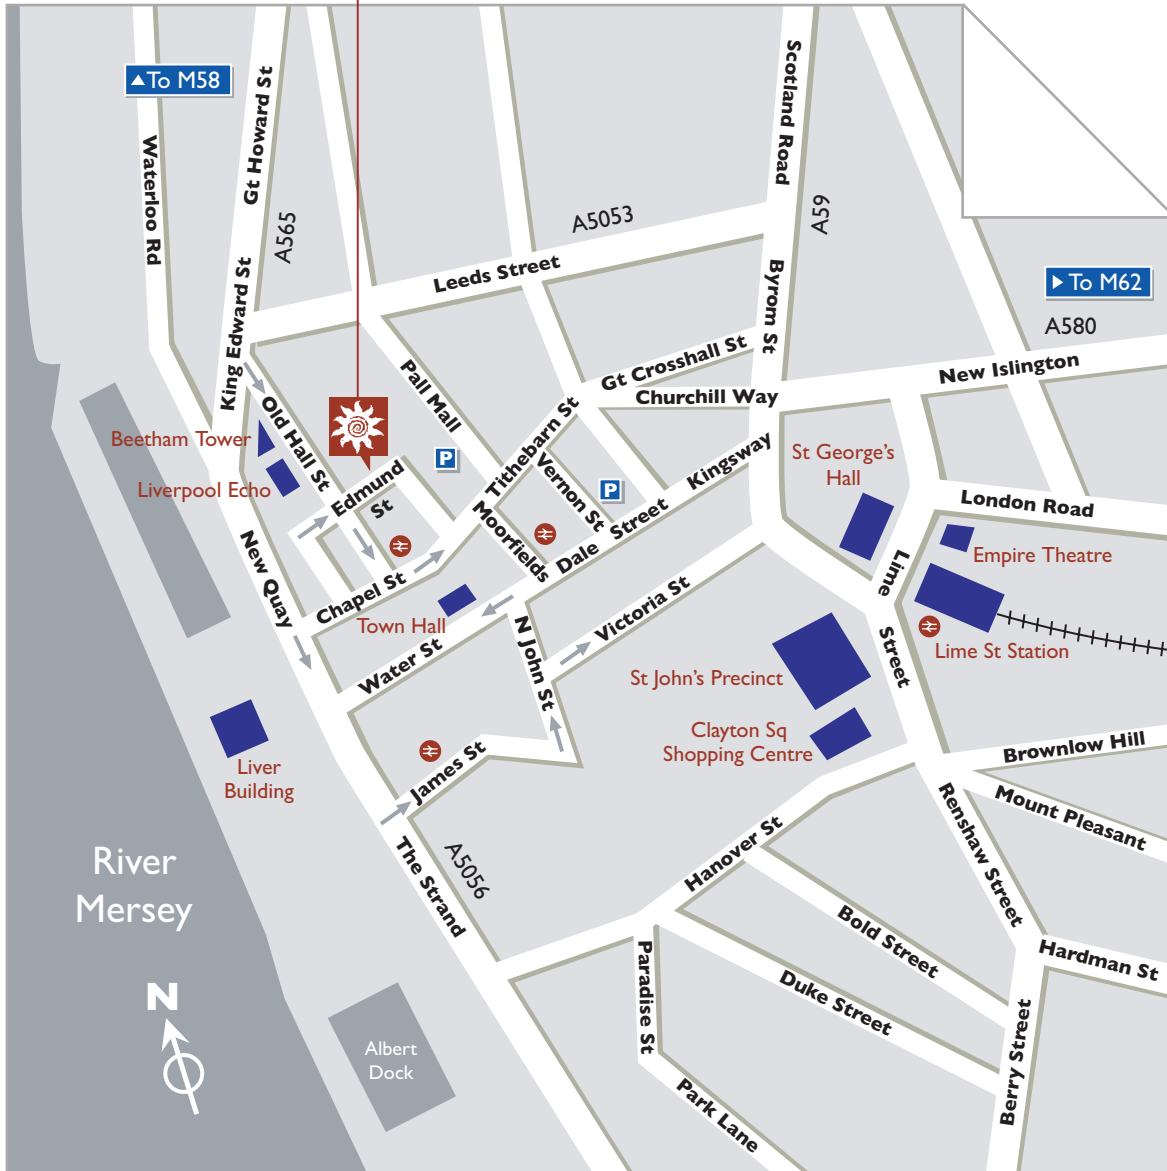 To M58
Waterloo Rd
Gt Howard St
A565
King Edward St
Scotland Road
A59
A5053
Leeds Street
Byrom St
To M62
A580
New Islington
Gt Crosshall St
Churchill Way
Pall Mall
Old Hall St
Beetham Tower
Liverpool Echo
Edmund
St
P
Tithebarn St
Vernon St
P
Kingsway
St George's
Hall
London Road
Empire Theatre
Lime
Street
Lime St Station
Moorfields
Dale Street
New Quay
Chapel St
Town Hall
Water St
N John St
Victoria St
St John's Precinct
Clayton Sq
Shopping Centre
James St
Liver
Building
Brownlow Hill
Mount Pleasant
Renshaw Street
Hanover St
The Strand
A5056
River
Mersey
Bold Street
Duke Street
Hardman St
Paradise St
Berry Street
Park Lane
N
Albert
Dock